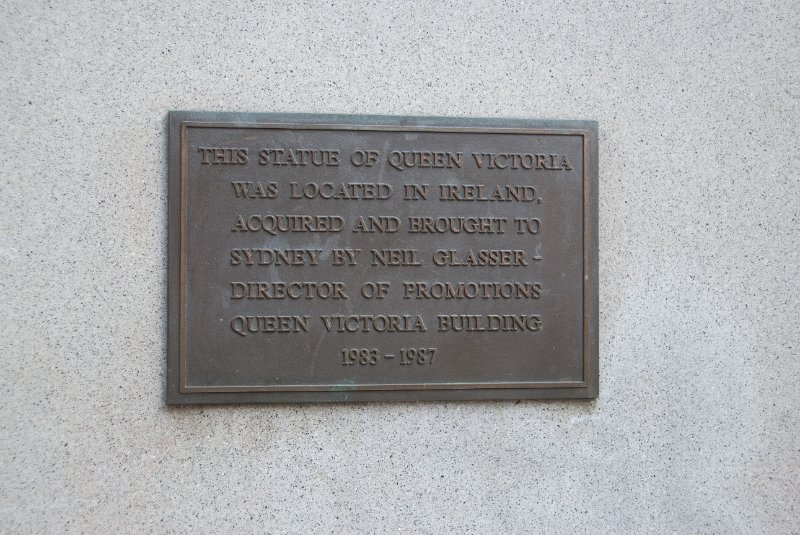 THIS STATUE OF QUEEN VICTORIA
WAS LOCATED IN IRELAND,
ACQUIRED AND BROUGHT TO
SYDNEY BY NEIL GLASSER -
DIRECTOR OF PROMOTIONS
QUEEN VICTORIA BUILDING
1983 - 1987